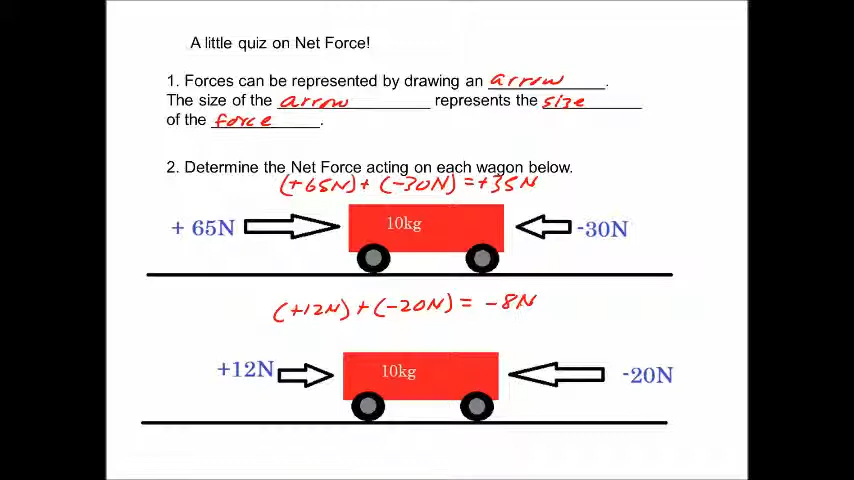 A little quiz on Net Force!
1. Forces can be represented by drawing an arrow.
The size of the arrow represents the size
of the force.
2. Determine the Net Force acting on each wagon below.
(+65N)+(-30N)=+35N
+ 65N 10kg -30N
(+12N)+(-20N)= -8N
+12N 10kg -20N